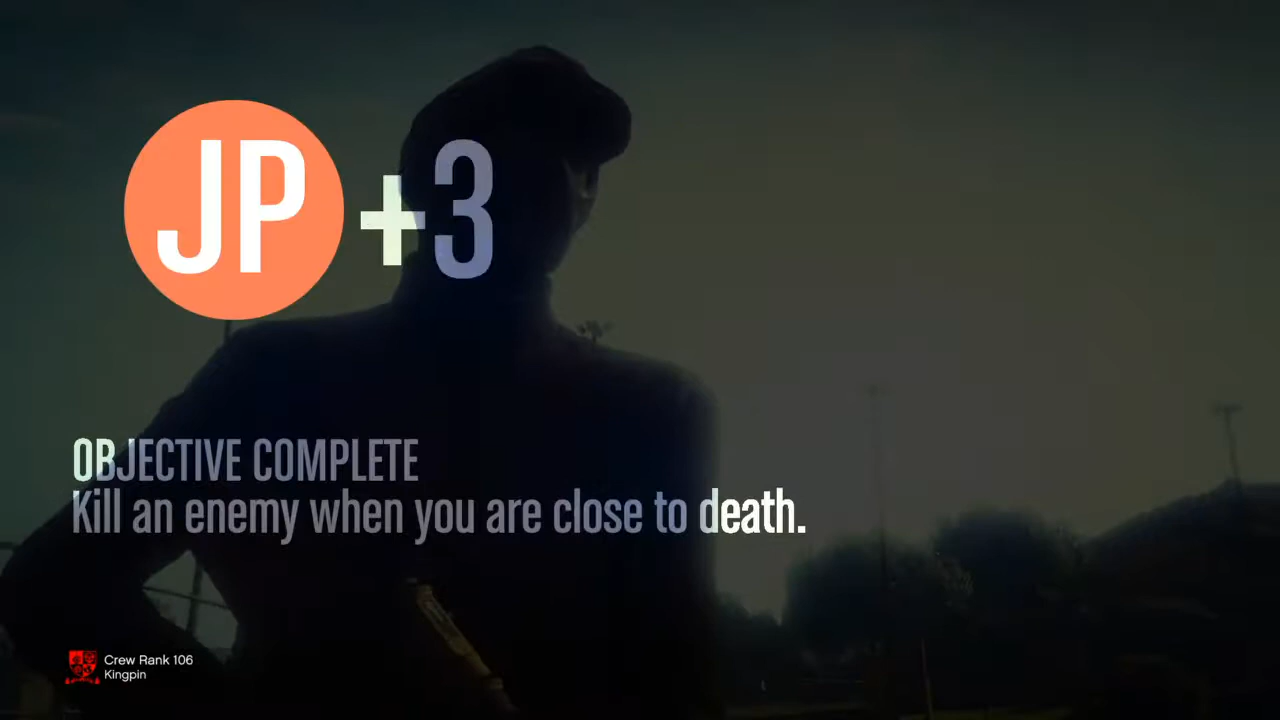 JP +3
OBJECTIVE COMPLETE
Kill an enemy when you are close to death.
Crew Rank 106
Kingpin